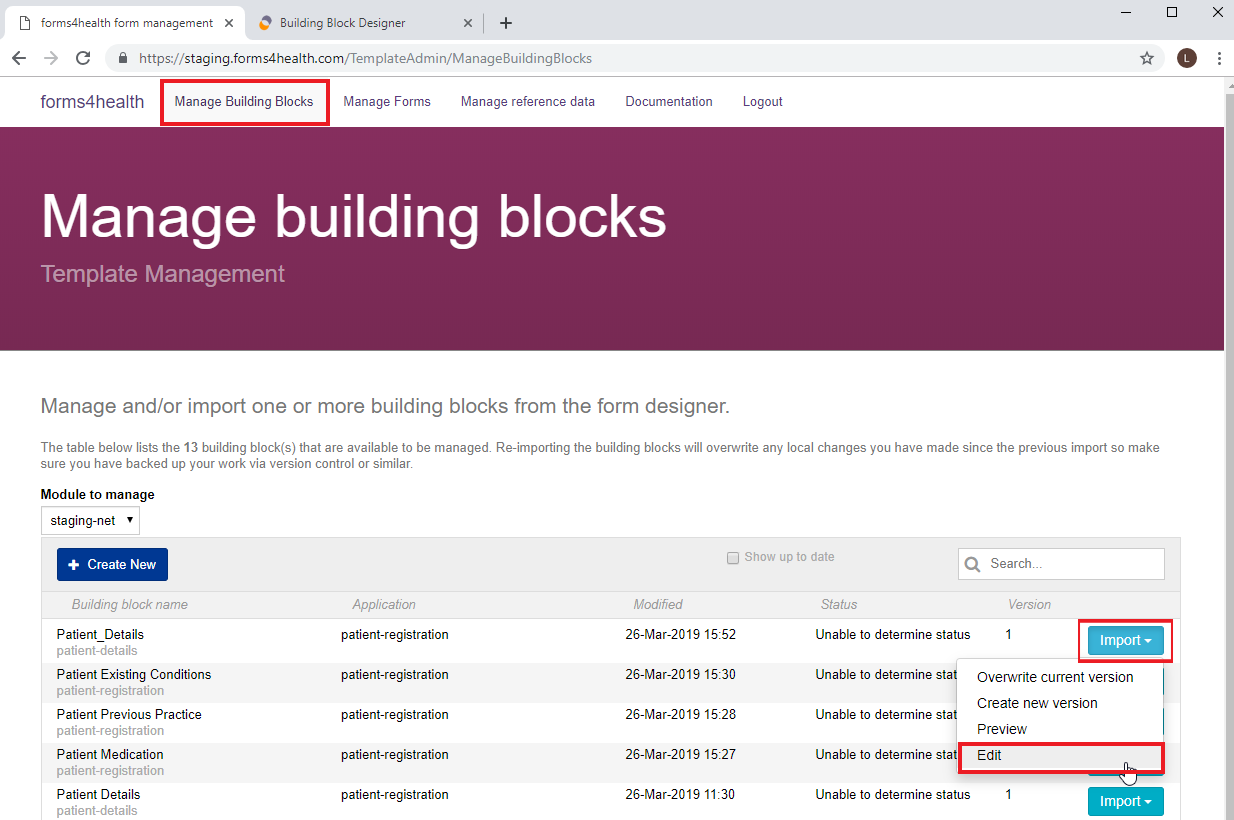 forms4health form management
Building Block Designer
https://staging.forms4health.com/TemplateAdmin/ManageBuildingBlocks
L
forms4health Manage Building Blocks Manage Forms Manage reference data Documentation Logout
Manage building blocks
Template Management
Manage and/or import one or more building blocks from the form designer.
The table below lists the 13 building block(s) that are available to be managed. Re-importing the building blocks will overwrite any local changes you have made since the previous import so make
sure you have backed up your work via version control or similar.
Module to manage
staging-net
Create New Show up to date Search...
Building block name Application Modified Status Version
Patient_Details patient-registration 26-Mar-2019 15:52 Unable to determine status 1 Import
patient-details
Overwrite current version
Patient Existing Conditions patient-registration 26-Mar-2019 15:30 Unable to determine stat
patient-registration
Create new version
Patient Previous Practice patient-registration 26-Mar-2019 15:28 Unable to determine stat
patient-registration
Preview
Patient Medication patient-registration 26-Mar-2019 15:27 Unable to determine stat
patient-registration
Edit
Patient Details patient-registration 26-Mar-2019 11:30 Unable to determine status 1 Import
patient-details